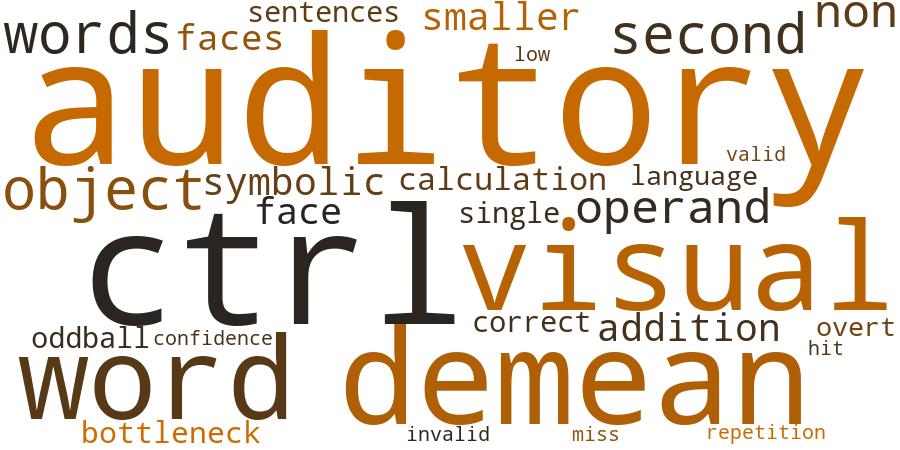 sentences smaller non
words faces second
low
auditory
valid
object symbolic calculation language
face single operand
ctrl visual
correct addition overt
oddball confidence hit
word demean
bottleneck invalid miss repetition